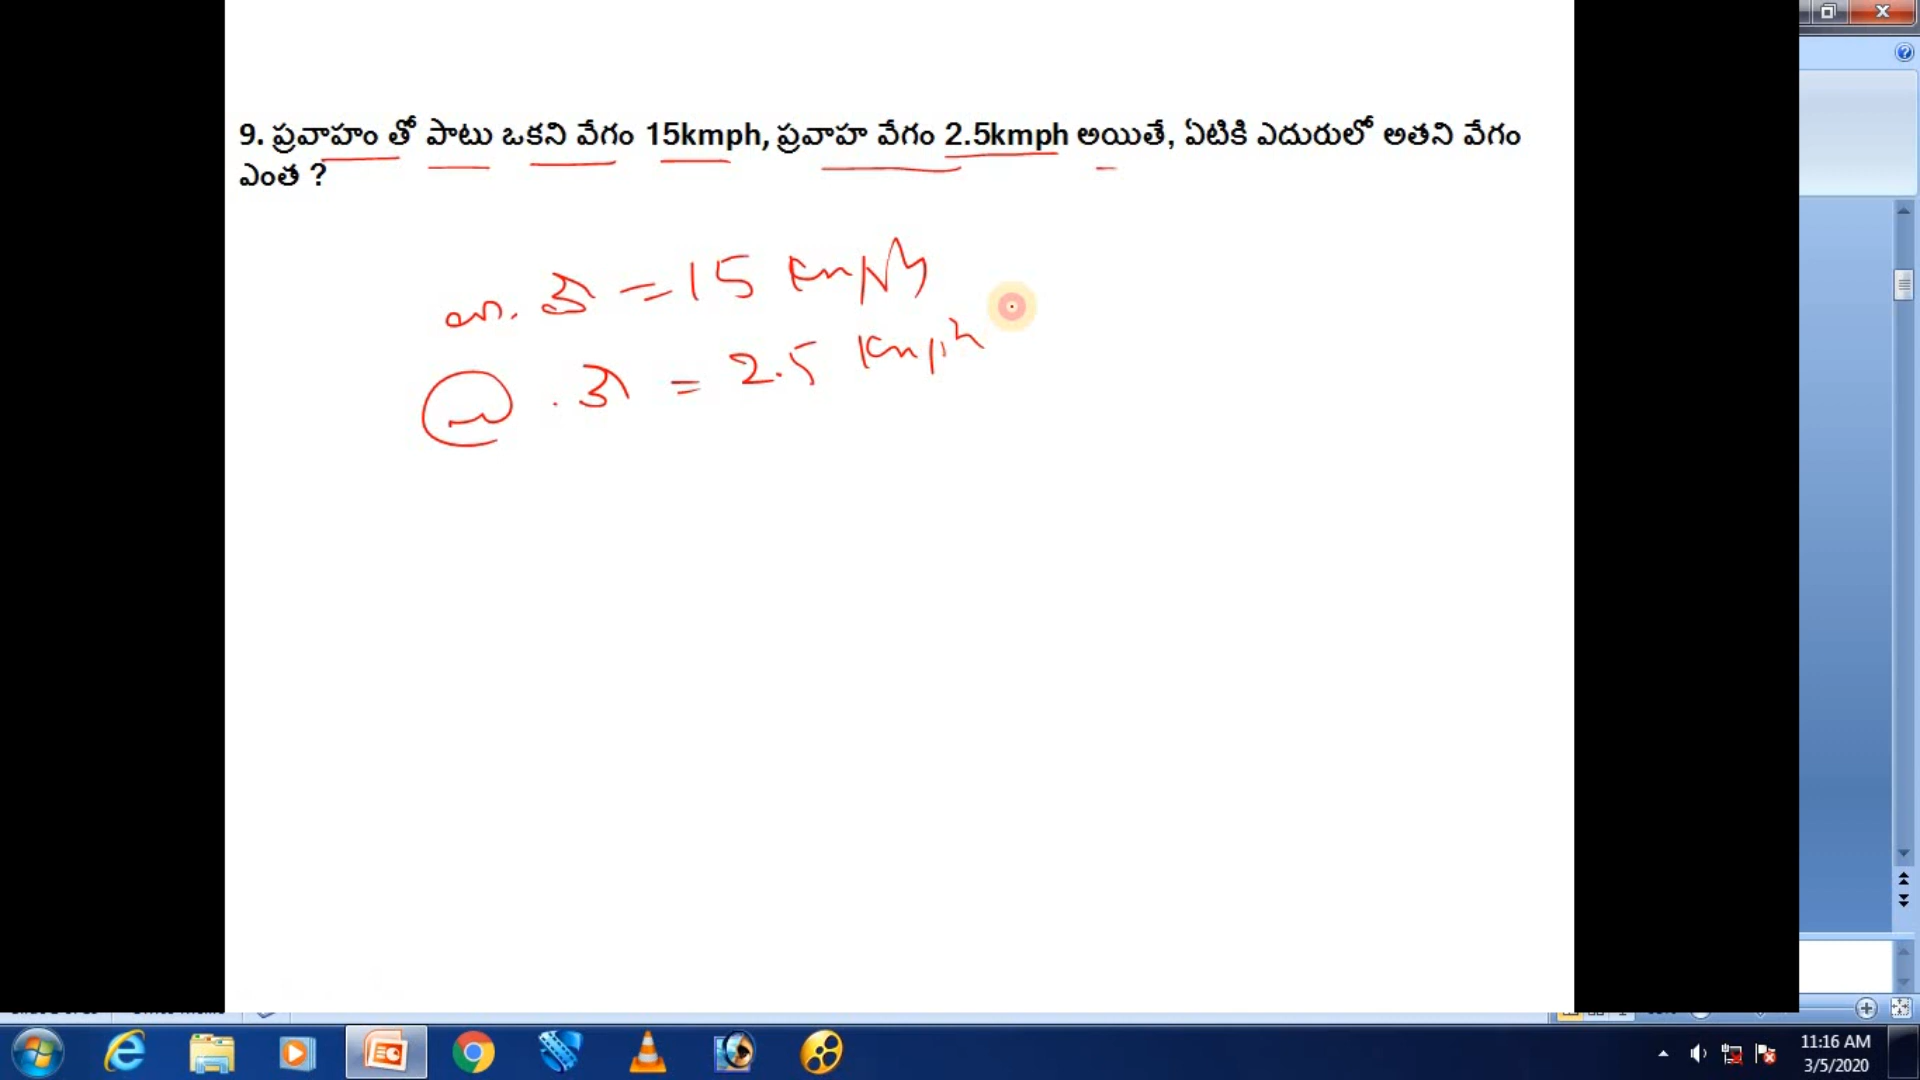 9. ప్రవాహం తో పాటు ఒకని వేగం 15kmph, ప్రవాహ వేగం 2.5kmph అయితే, ఏటికి ఎదురులో అతని వేగం
ఎంత ?
= 15 kmph
= 2.5 kmph
11:16 AM
3/5/2020